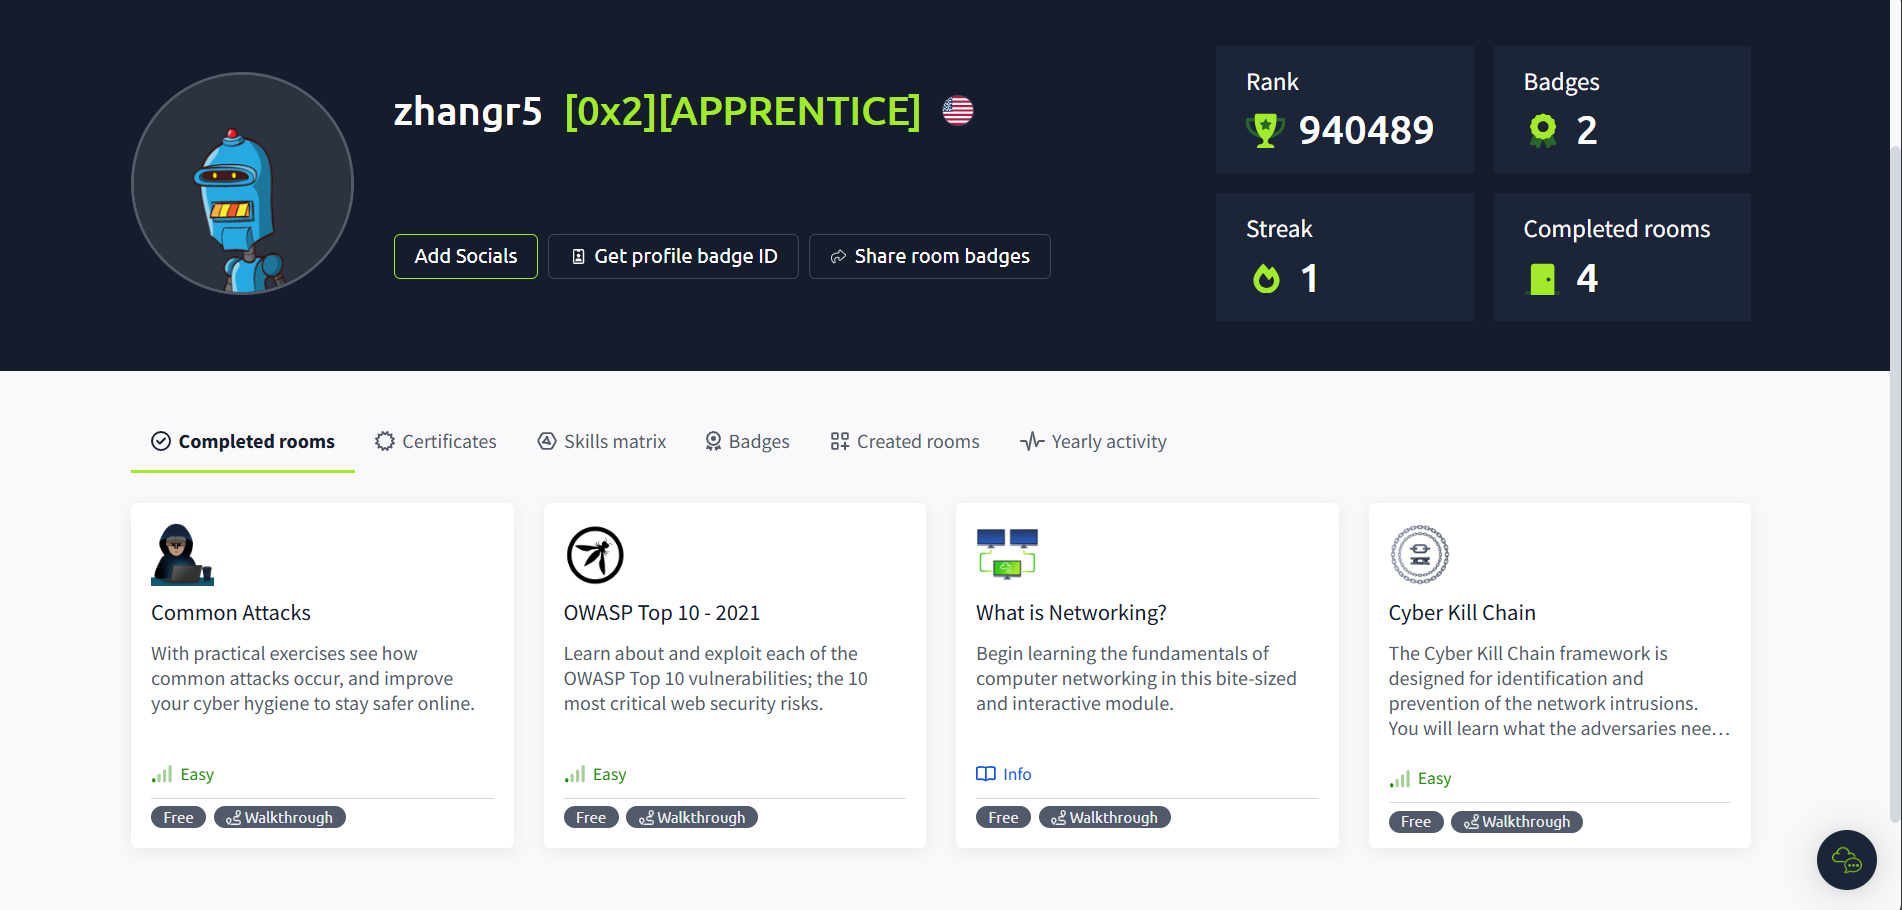 zhangr5 [0x2][APPRENTICE]
Add Socials
Get profile badge ID
Share room badges
Rank
940489
Badges
2
Streak
1
Completed rooms
4
Completed rooms
Certificates
Skills matrix
Badges
Created rooms
Yearly activity
Common Attacks
With practical exercises see how
common attacks occur, and improve
your cyber hygiene to stay safer online.
Easy
Free
Walkthrough
OWASP Top 10 - 2021
Learn about and exploit each of the
OWASP Top 10 vulnerabilities; the 10
most critical web security risks.
Easy
Free
Walkthrough
What is Networking?
Begin learning the fundamentals of
computer networking in this bite-sized
and interactive module.
Info
Free
Walkthrough
Cyber Kill Chain
The Cyber Kill Chain framework is
designed for identification and
prevention of the network intrusions.
You will learn what the adversaries nee…
Easy
Free
Walkthrough